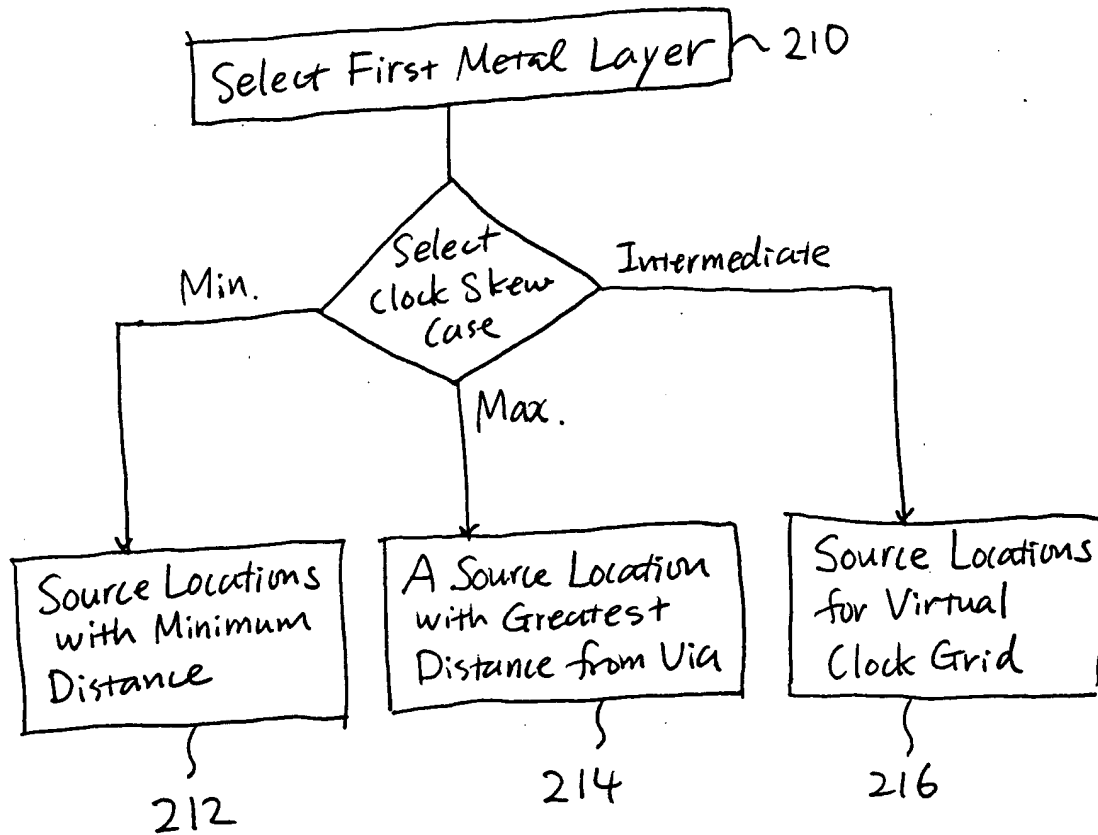 Select First Metal Layer
210
Select
Clock Skew
Case
Min.
Intermediate
Max.
Source Locations
with Minimum
Distance
A Source Location
with Greatest
Distance from Via
Source Locations
for Virtual
Clock Grid
212
214
216